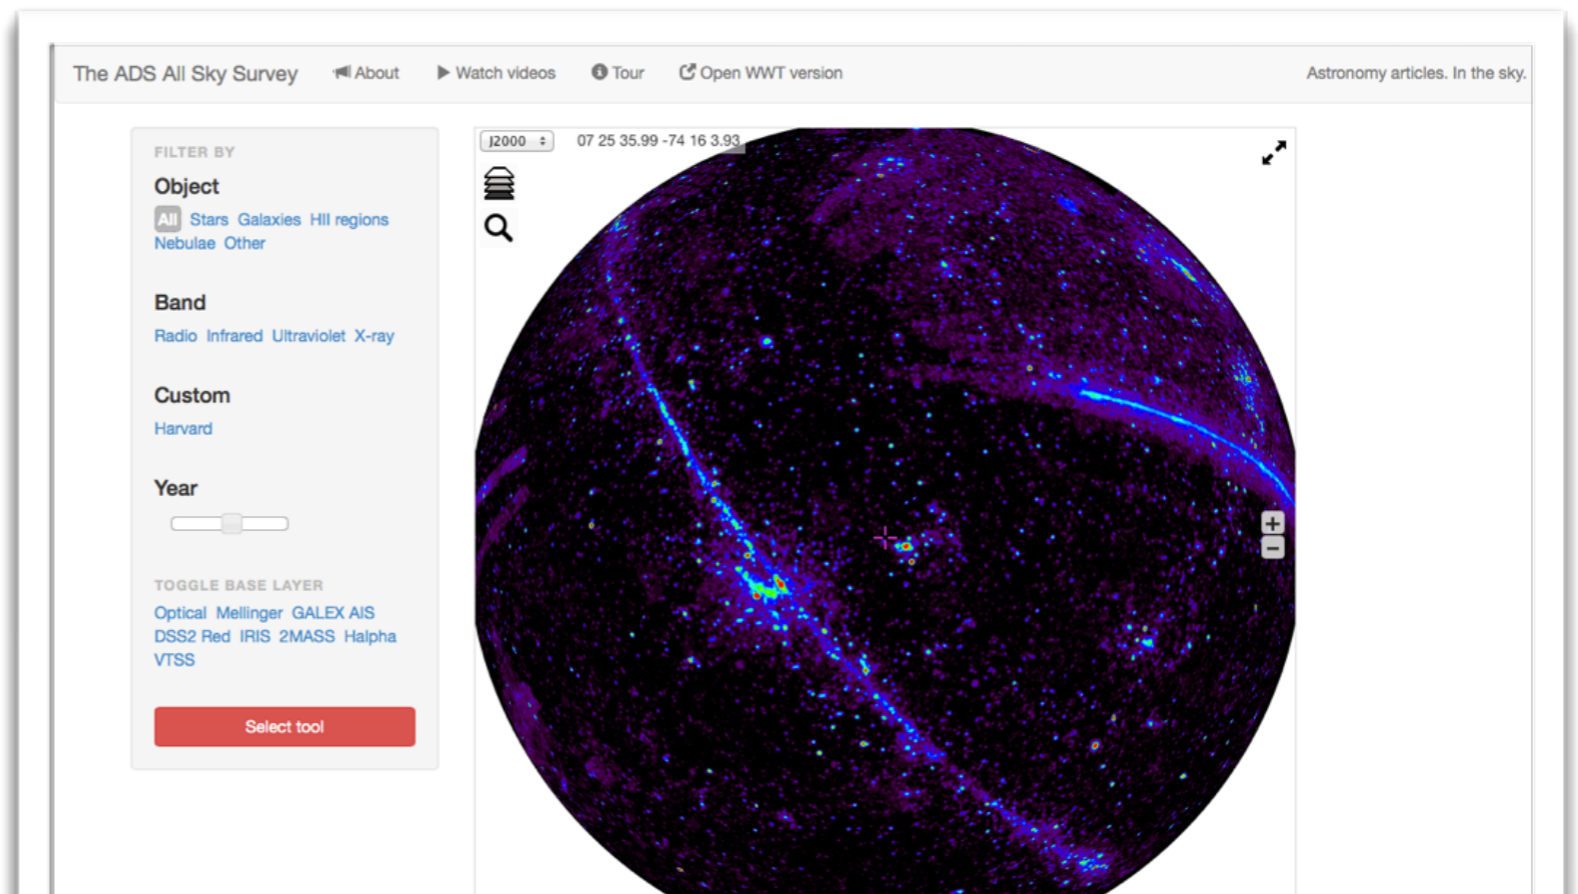 The ADS All Sky Survey About Watch videos Tour Open WWT version Astronomy articles. In the sky.
FILTER BY
Object
All Stars Galaxies HII regions
Nebulae Other
Band
Radio Infrared Ultraviolet X-ray
Custom
Harvard
Year
TOGGLE BASE LAYER
Optical Mellinger GALEX AIS
DSS2 Red IRIS 2MASS Halpha
VTSS
Select tool
J2000 07 25 35.99 -74 16 3.93